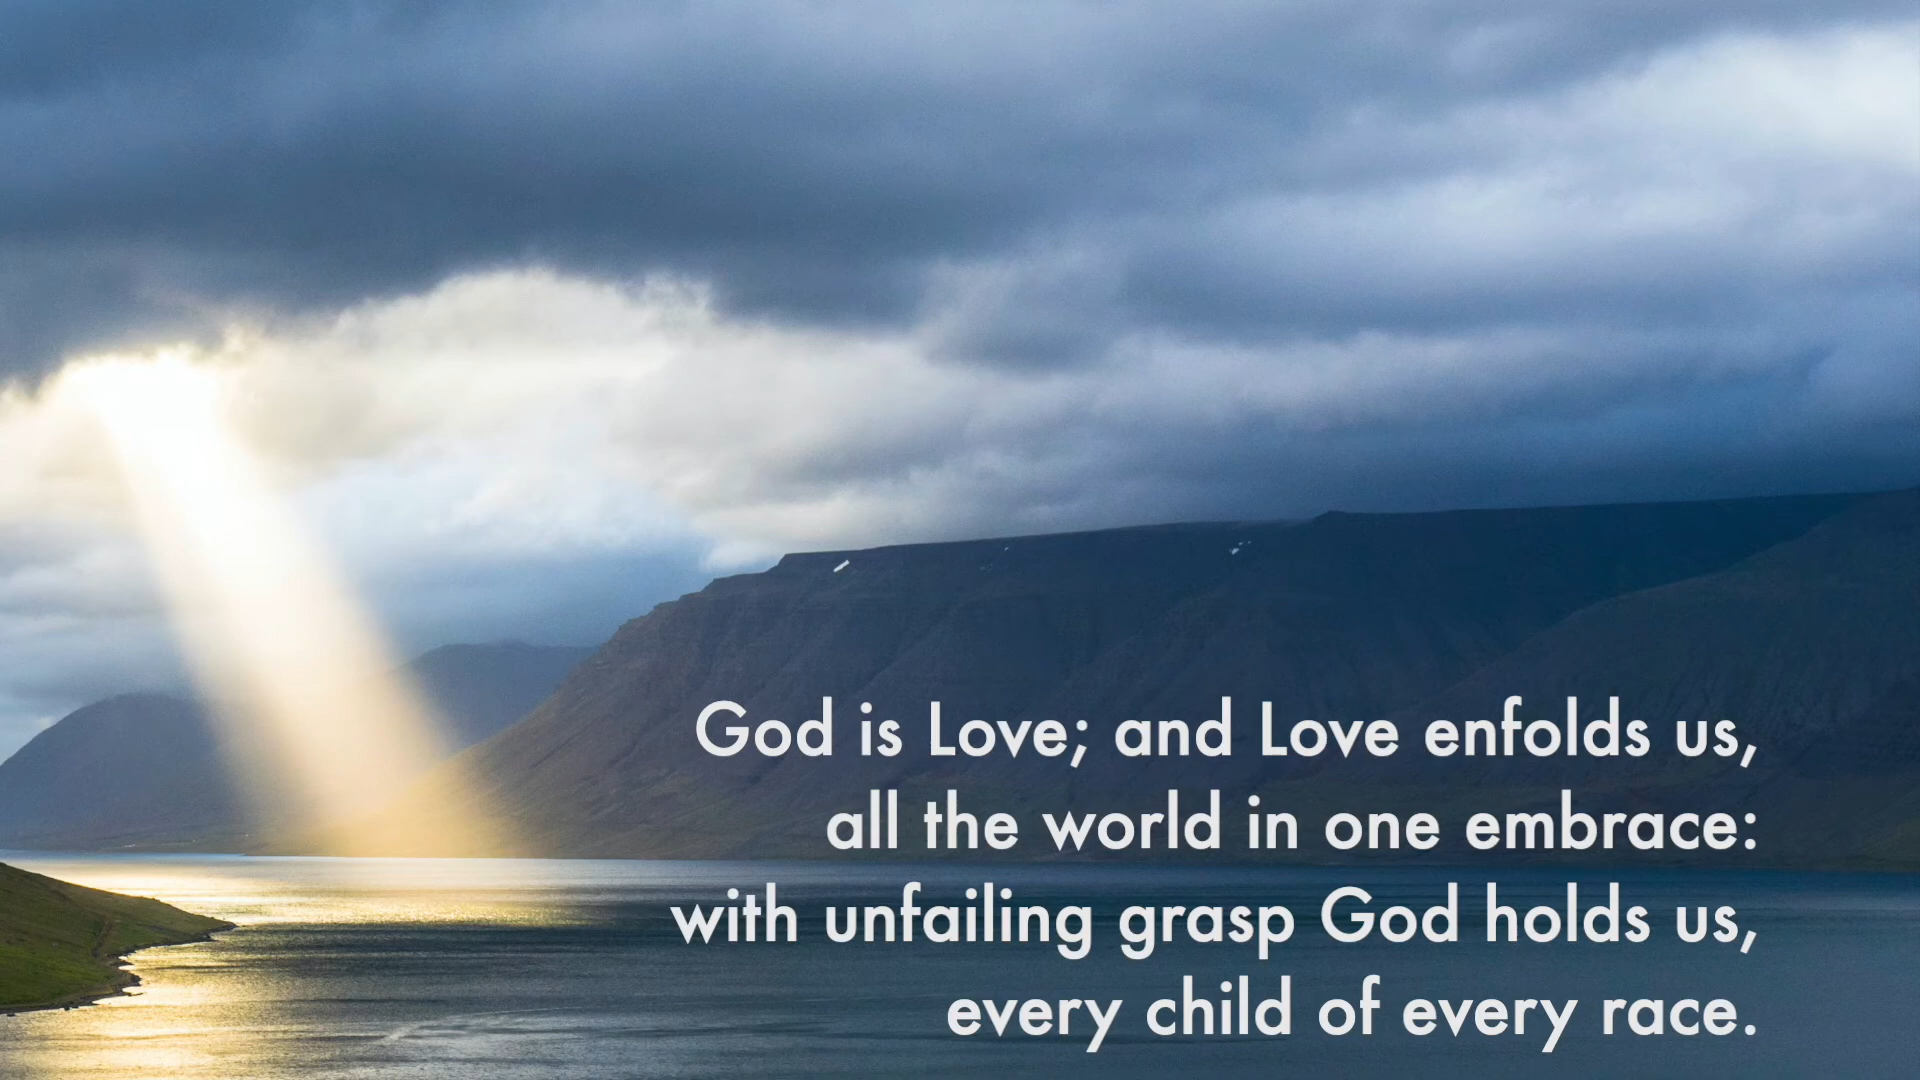 God is Love; and Love enfolds us,
all the world in one embrace:
with unfailing grasp God holds us,
every child of every race.